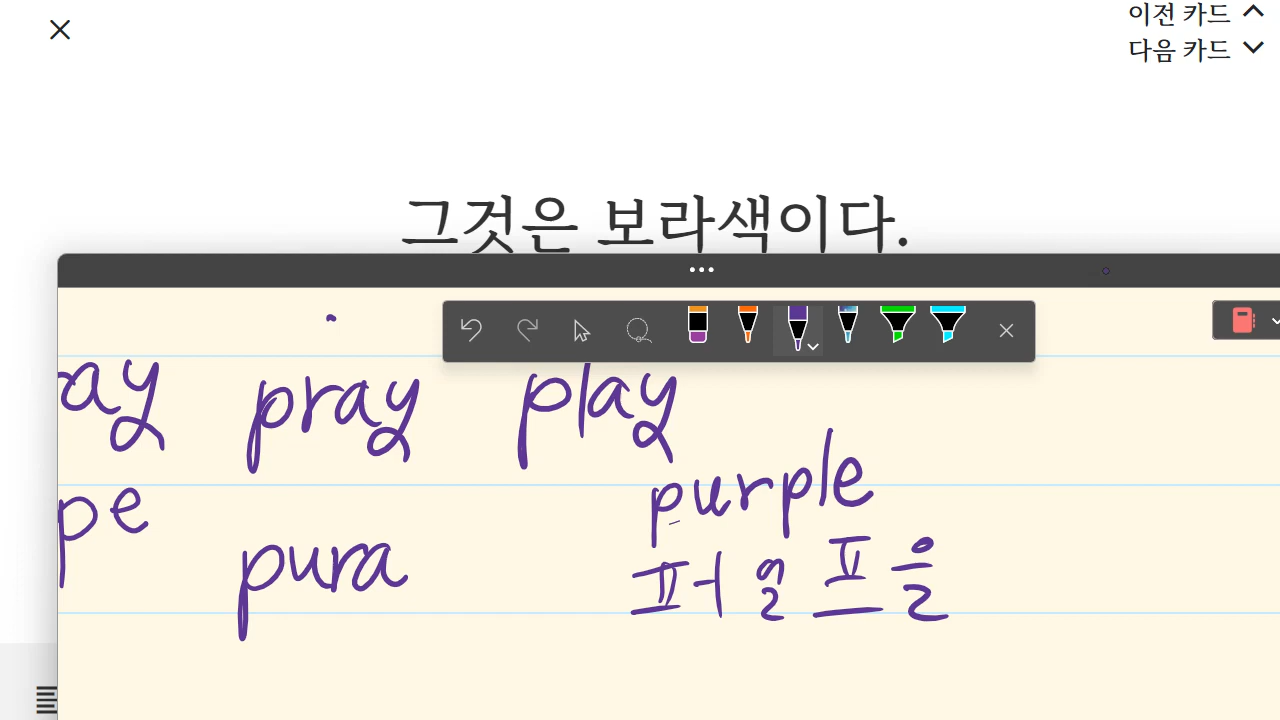 이전 카드
다음 카드
그것은 보라색이다.
ay pray play
purple
pe pura
퍼얼 프을